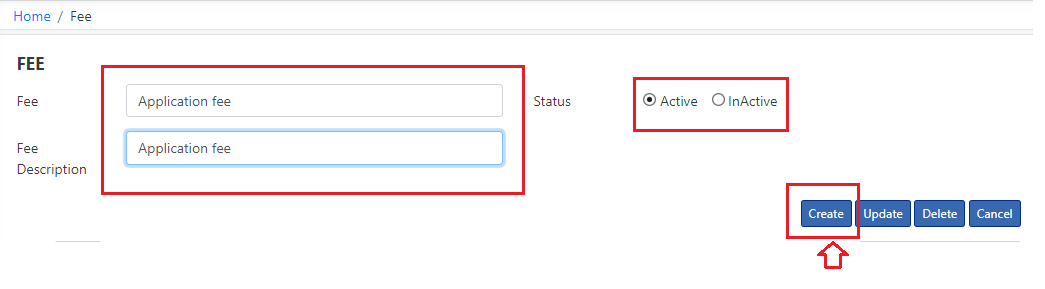 Home / Fee
FEE
Fee Application fee Status Active InActive
Fee Description Application fee
Create Update Delete Cancel